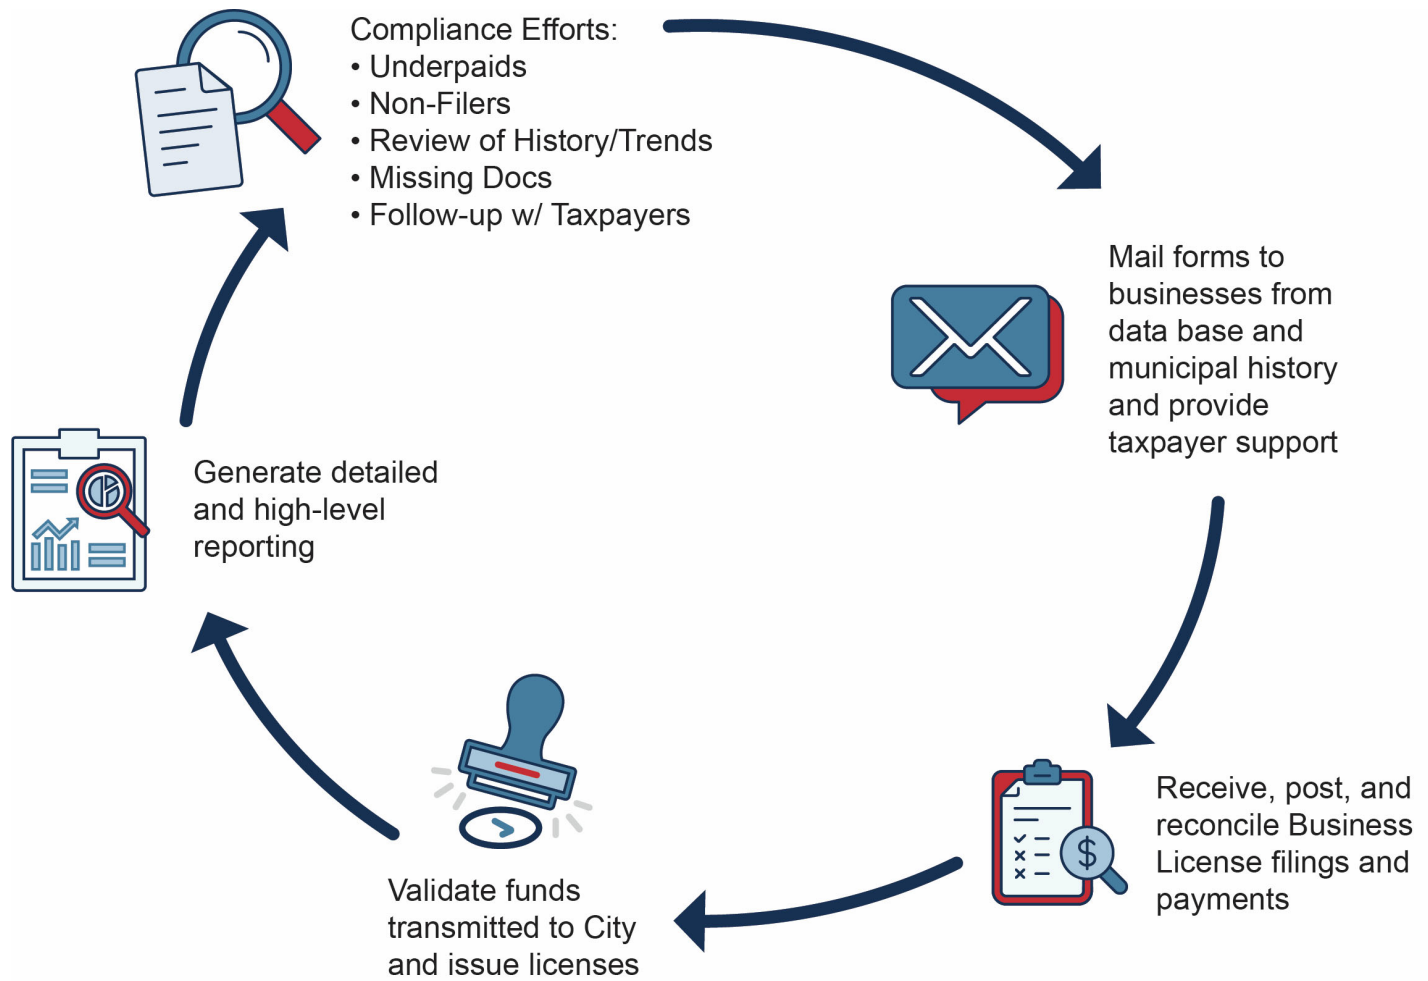 Compliance Efforts:
• Underpaids
• Non-Filers
• Review of History/Trends
• Missing Docs
• Follow-up w/ Taxpayers
Mail forms to
businesses from
data base and
municipal history
and provide
taxpayer support
Receive, post, and
reconcile Business
License filings and
payments
Validate funds
transmitted to City
and issue licenses
Generate detailed
and high-level
reporting